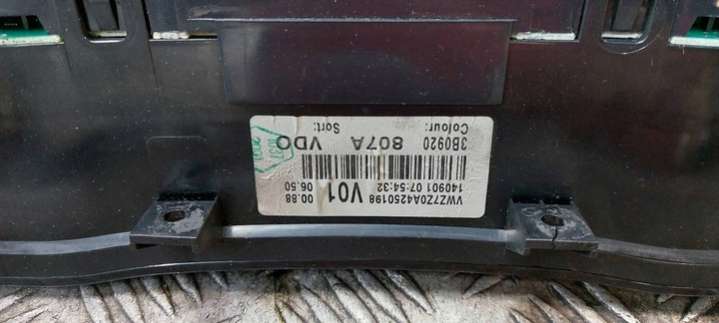 VWZ7Z0A4250198 00.88
140901 07:54:32 V01 06.50
3B0920 807A VDO
Colour: Sort: